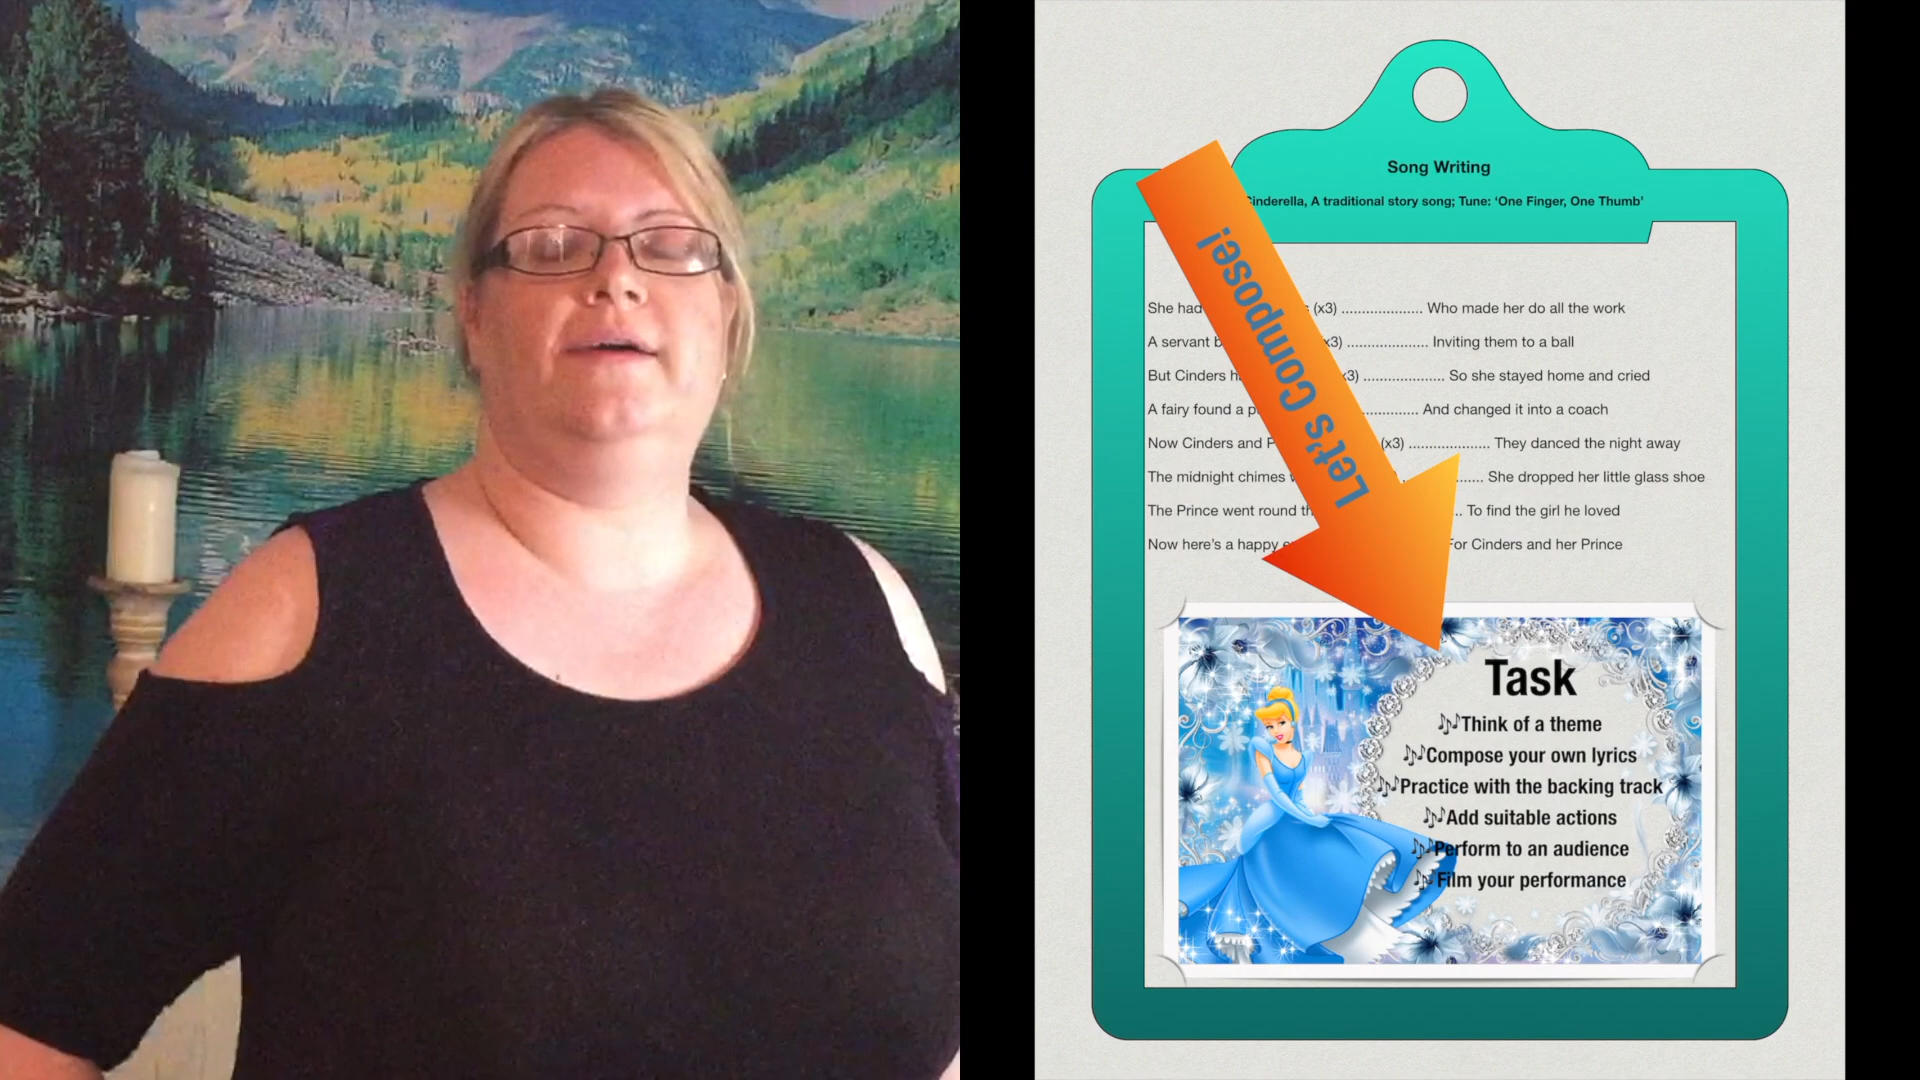 Song Writing
Cinderella, A traditional story song; Tune: ‘One Finger, One Thumb’
Let's Compose!
She had (x3) .................... Who made her do all the work
A servant x3) .................... Inviting them to a ball
But Cinders x3) .................... So she stayed home and cried
A fairy found a .............. And changed it into a coach
Now Cinders and (x3) .................... They danced the night away
The midnight chimes ....... She dropped her little glass shoe
The Prince went round .. To find the girl he loved
Now here’s a happy For Cinders and her Prince
Task
Think of a theme
Compose your own lyrics
Practice with the backing track
Add suitable actions
Perform to an audience
Film your performance